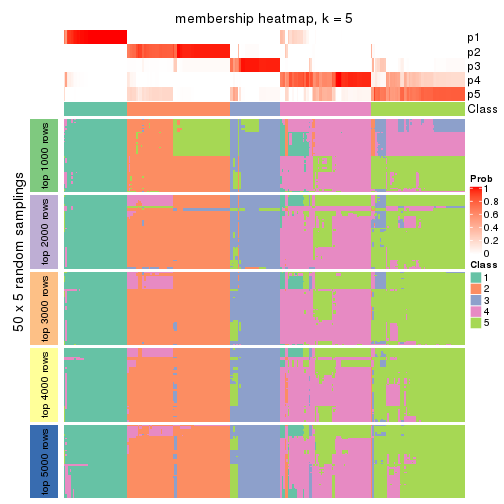 membership heatmap, k = 5
p1
p2
p3
p4
p5
Class
50 x 5 random samplings
top 1000 rows
top 2000 rows
top 3000 rows
top 4000 rows
top 5000 rows
Prob
1
0.8
0.6
0.4
0.2
0
Class
1
2
3
4
5